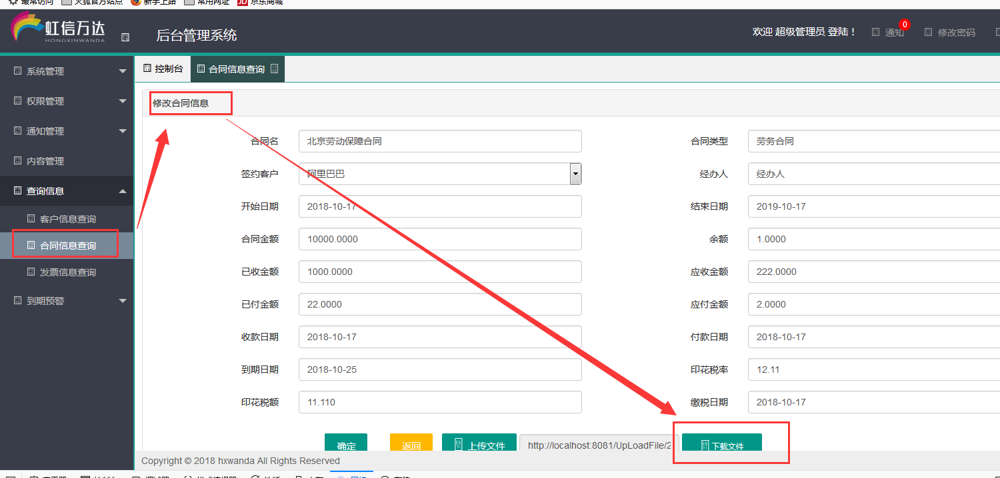 最常访问 火狐官方站点 新手上路 常用网址 JD 京东商城
虹信万达
HONGXINWANDA
后台管理系统
欢迎 超级管理员 登陆！ 通知 0 修改密码
系统管理
权限管理
通知管理
内容管理
查询信息
客户信息查询
合同信息查询
发票信息查询
到期预警
控制台 合同信息查询
修改合同信息
合同名 北京劳动保障合同 合同类型 劳务合同
签约客户 阿里巴巴 经办人 经办人
开始日期 2018-10-17 结束日期 2019-10-17
合同金额 10000.0000 余额 1.0000
已收金额 1000.0000 应收金额 222.0000
已付金额 22.0000 应付金额 2.0000
收款日期 2018-10-17 付款日期 2018-10-17
到期日期 2018-10-25 印花税率 12.11
印花税额 11.110 缴税日期 2018-10-17
确定 返回 上传文件 http://localhost:8081/UpLoadFile/2 下载文件
Copyright © 2018 hxwanda All Rights Reserved